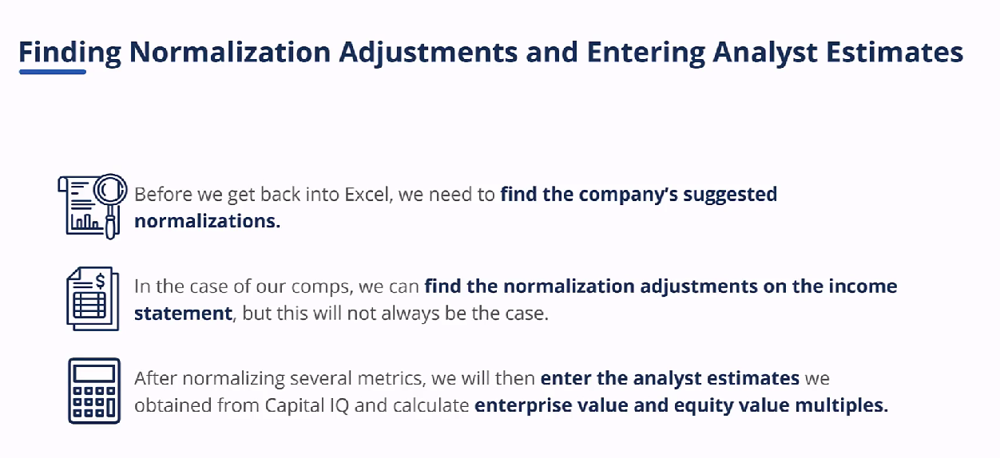 Finding Normalization Adjustments and Entering Analyst Estimates
Before we get back into Excel, we need to find the company's suggested
normalizations.
$
In the case of our comps, we can find the normalization adjustments on the income
statement, but this will not always be the case.
After normalizing several metrics, we will then enter the analyst estimates we
obtained from Capital IQ and calculate enterprise value and equity value multiples.